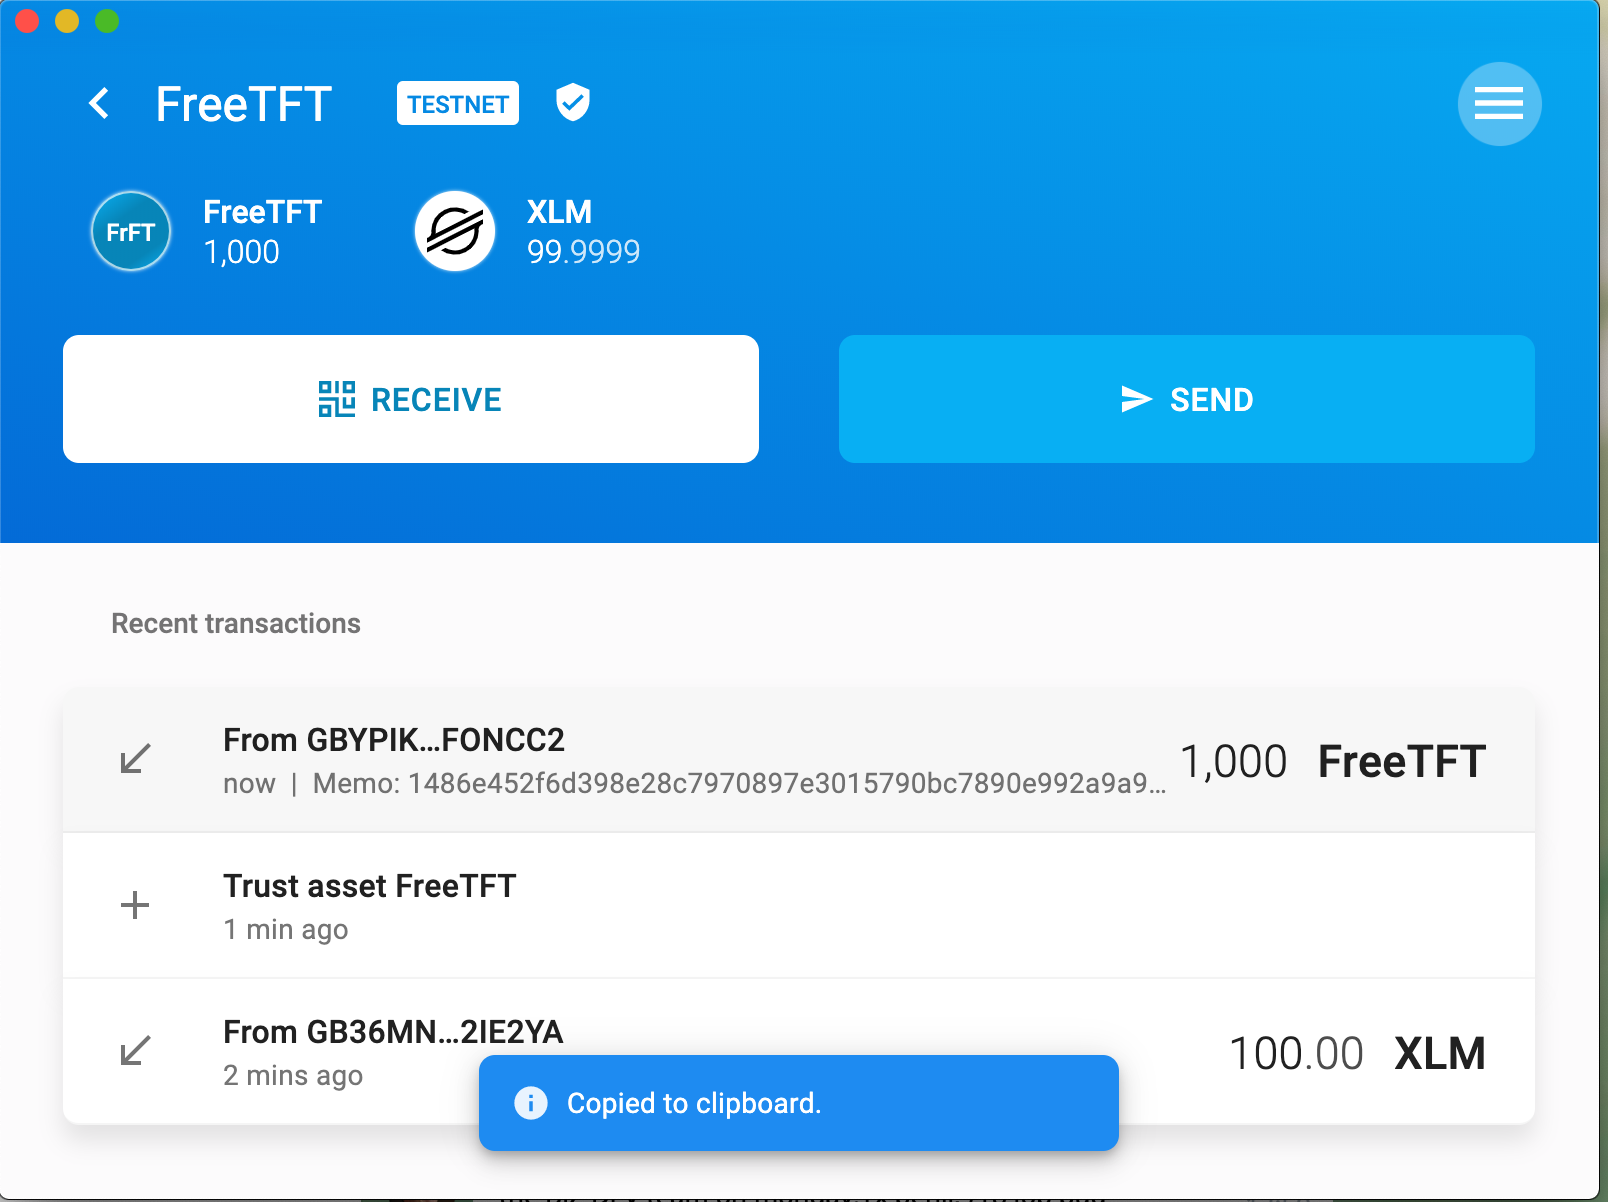 FreeTFT TESTNET
FrFT FreeTFT XLM
1,000 99.9999
RECEIVE SEND
Recent transactions
From GBYPIK...FONCC2
now | Memo: 1486e452f6d398e28c7970897e3015790bc7890e992a9a9...
1,000 FreeTFT
Trust asset FreeTFT
1 min ago
From GB36MN...2IE2YA
2 mins ago
100.00 XLM
Copied to clipboard.